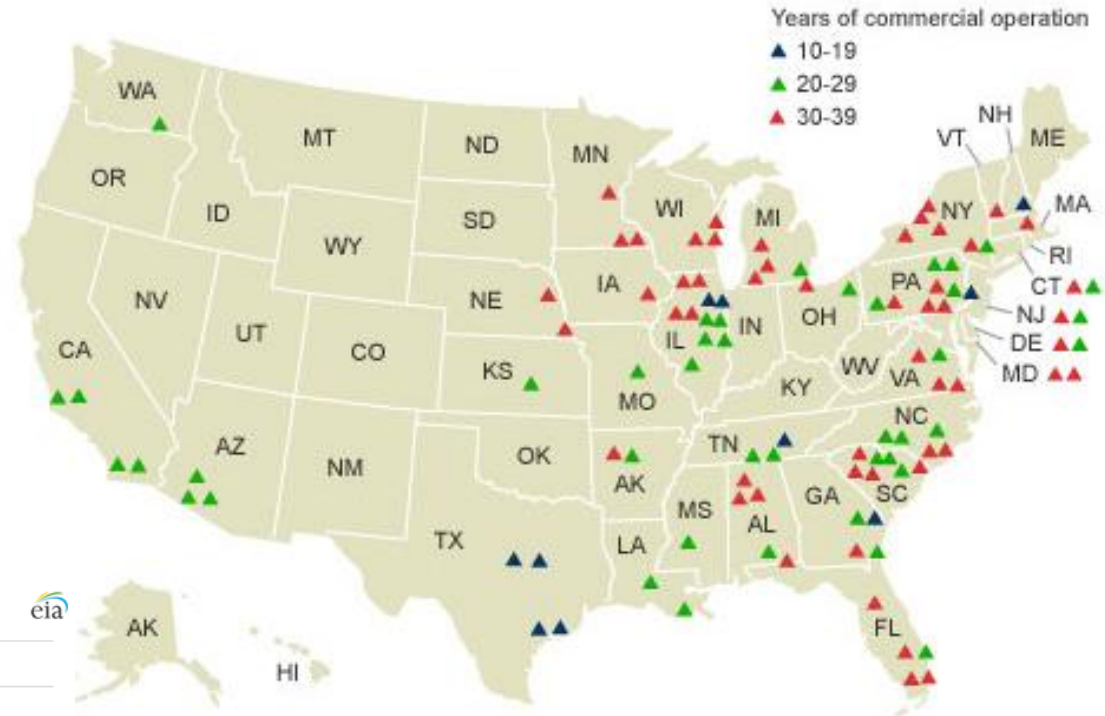 Years of commercial operation
10-19
20-29
30-39
WA
MT
ND
MN
VT
NH
ME
OR
ID
SD
WI
MI
NY
MA
WY
RI
NV
NE
IA
PA
CT
UT
CO
IL
IN
OH
NJ
CA
KS
MO
WV
VA
DE
KY
MD
AZ
NM
OK
TN
NC
AK
MS
AL
GA
SC
TX
LA
eia
AK
HI
FL